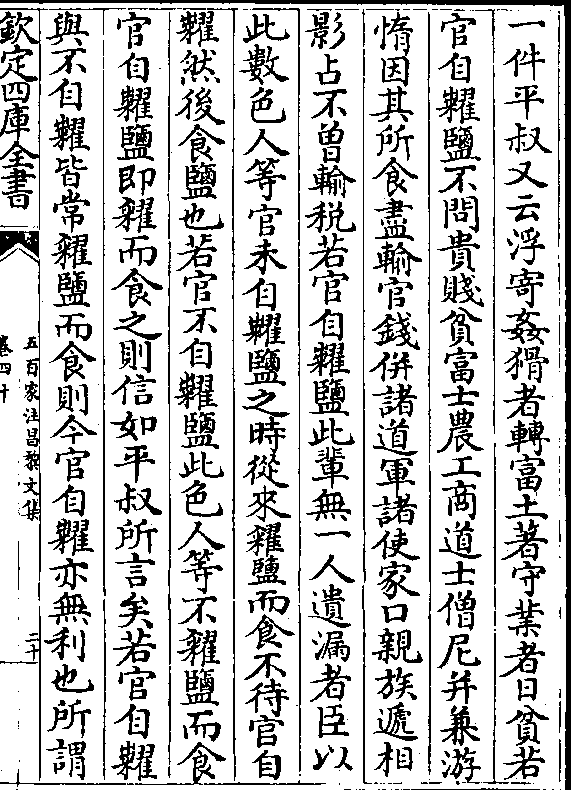 一件平叔又云浮寄姦猾者轉富土著守業者日貧若
官自糶鹽不問貴賤貧富士農工商道士僧尼并兼游
惰因其所食盡輸官錢併諸道軍諸使家口親族遞相
影占不曽輸税若官自糶鹽此輩無一人遺漏者臣以
此數色人等官未自糶鹽之時從來糴鹽而食不待官自
糶然後食鹽也若官不自糶鹽此色人等不糴鹽而食
官自糶鹽即糴而食之則信如平叔所言矣若官自糶
與不自糶皆常糴鹽而食則今官自糶亦無利也所謂
欽定四庫全書
五百家注昌黎文集
卷四十
二十